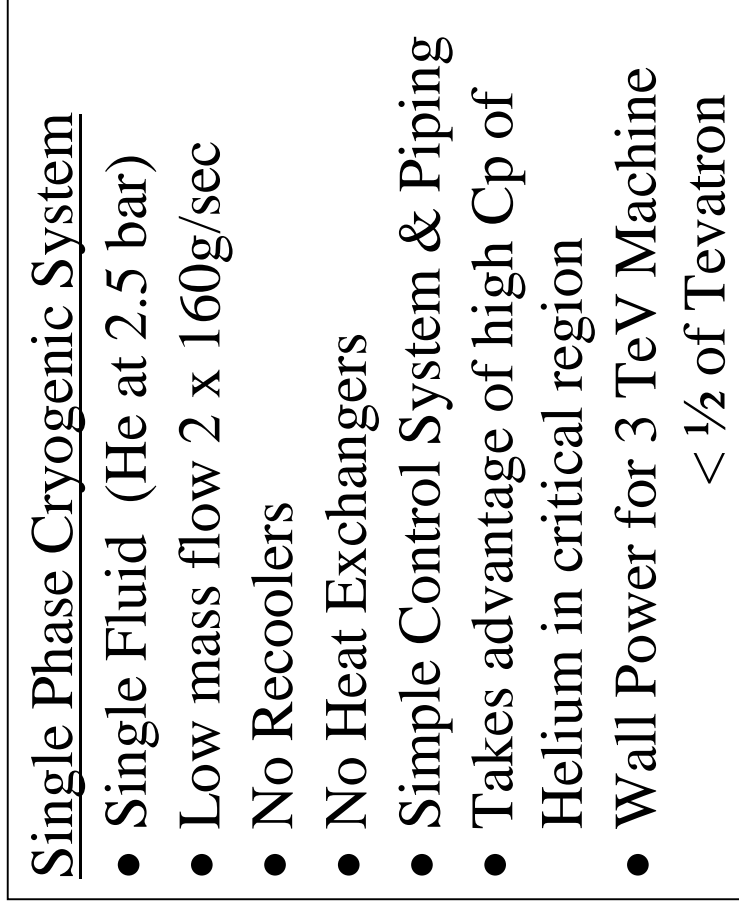 Single Phase Cryogenic System
• Single Fluid (He at 2.5 bar)
• Low mass flow 2 x 160g/sec
• No Recoolers
• No Heat Exchangers
• Simple Control System & Piping
• Takes advantage of high Cp of
Helium in critical region
• Wall Power for 3 TeV Machine
< ½ of Tevatron